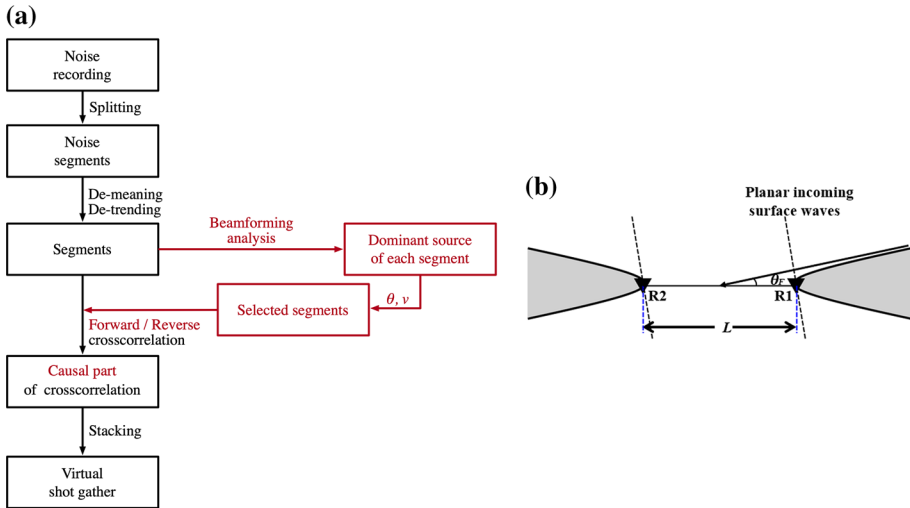 (a)
Noise
recording
Splitting
Noise
segments
De-meaning
De-trending
Segments
Beamforming
analysis
Dominant source
of each segment
θ, v
Selected segments
Forward / Reverse
crosscorrelation
Causal part
of crosscorrelation
Stacking
Virtual
shot gather
(b)
Planar incoming
surface waves
θF
R2
R1
L